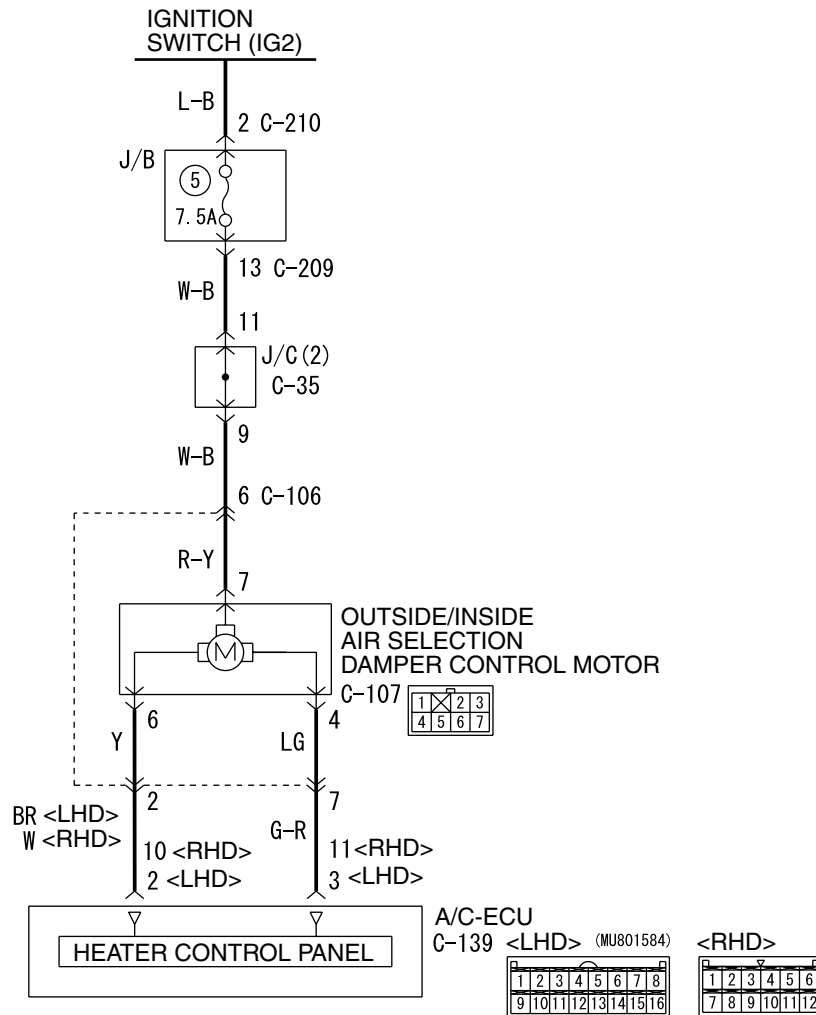 IGNITION
SWITCH (IG2)
L-B
2 C-210
J/B
5
7.5A
13 C-209
W-B
11
J/C(2)
C-35
9
W-B
6 C-106
R-Y
7
OUTSIDE/INSIDE
AIR SELECTION
DAMPER CONTROL MOTOR
M
C-107
1 2 3
4 5 6 7
6 4
Y LG
2 7
BR <LHD>
W <RHD>
G-R
10 <RHD> 11 <RHD>
2 <LHD> 3 <LHD>
A/C-ECU
C-139 <LHD> (MU801584) <RHD>
HEATER CONTROL PANEL
1 2 3 4 5 6 7 8
9 10 11 12 13 14 15 16
1 2 3 4 5 6
7 8 9 10 11 12